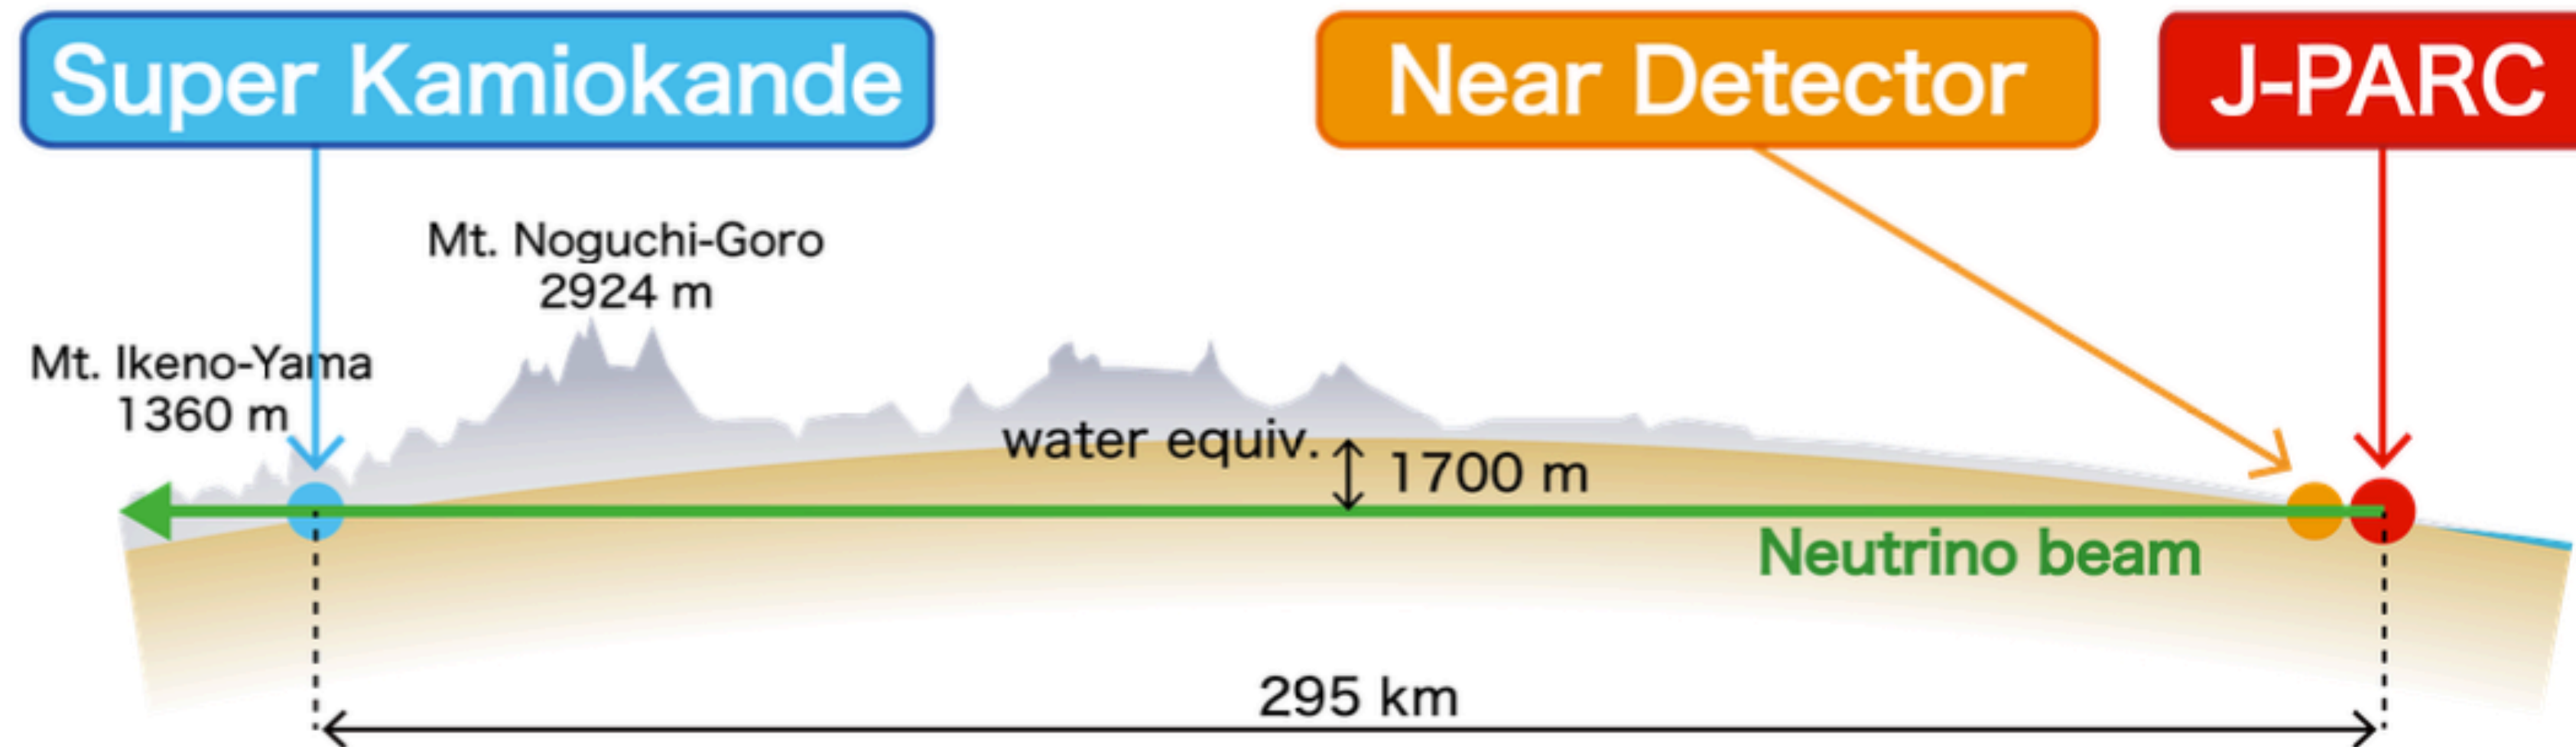 Super Kamiokande
Near Detector
J-PARC
Mt. Noguchi-Goro
2924 m
Mt. Ikeno-Yama
1360 m
water equiv.
1700 m
Neutrino beam
295 km